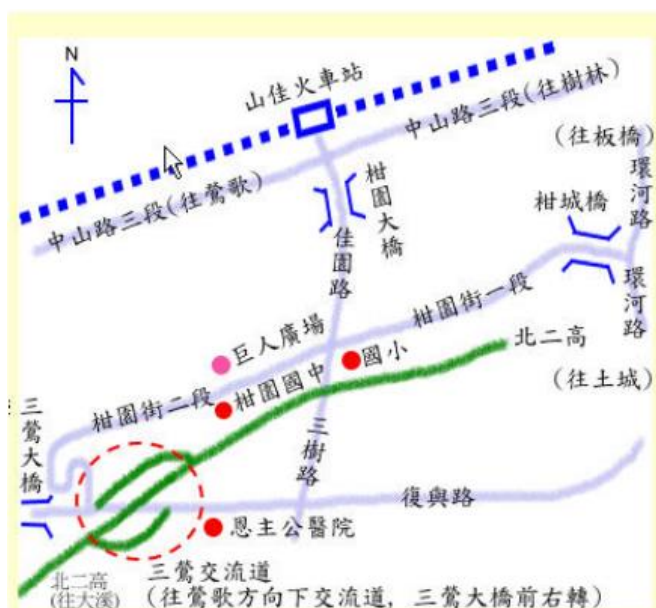 N
山佳火車站
中山路三段(往樹林)
(往板橋)
環河路
中山路三段(往鶯歌)
柑園大橋
柑城橋
佳園路
環河路
柑園街一段
巨人廣場
北二高
國小
(往土城)
柑園國中
柑園街二段
三鶯大橋
三樹路
復興路
恩主公醫院
三鶯交流道
北二高
(往大溪)
(往鶯歌方向下交流道, 三鶯大橋前右轉)